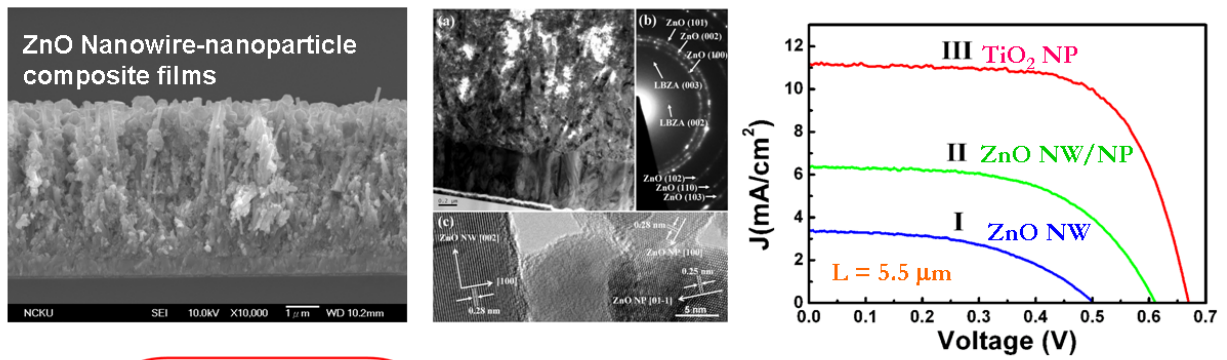 ZnO Nanowire-nanoparticle
composite films
NCKU SEI 10.0kV X10,000 1μm WD 10.2mm
(a)
0.2 μm
(b)
ZnO (101)
ZnO (002)
ZnO (100)
LBZA (003)
LBZA (002)
ZnO (102)
ZnO (110)
ZnO (103)
(c)
ZnO NW [002]
[100]
0.28 nm
0.28 nm
ZnO NP [100]
0.25 nm
ZnO NP [01-1]
5 nm
J(mA/cm²)
12
10
8
6
4
2
0
III TiO₂ NP
II ZnO NW/NP
I ZnO NW
L = 5.5 μm
0.0 0.1 0.2 0.3 0.4 0.5 0.6 0.7
Voltage (V)